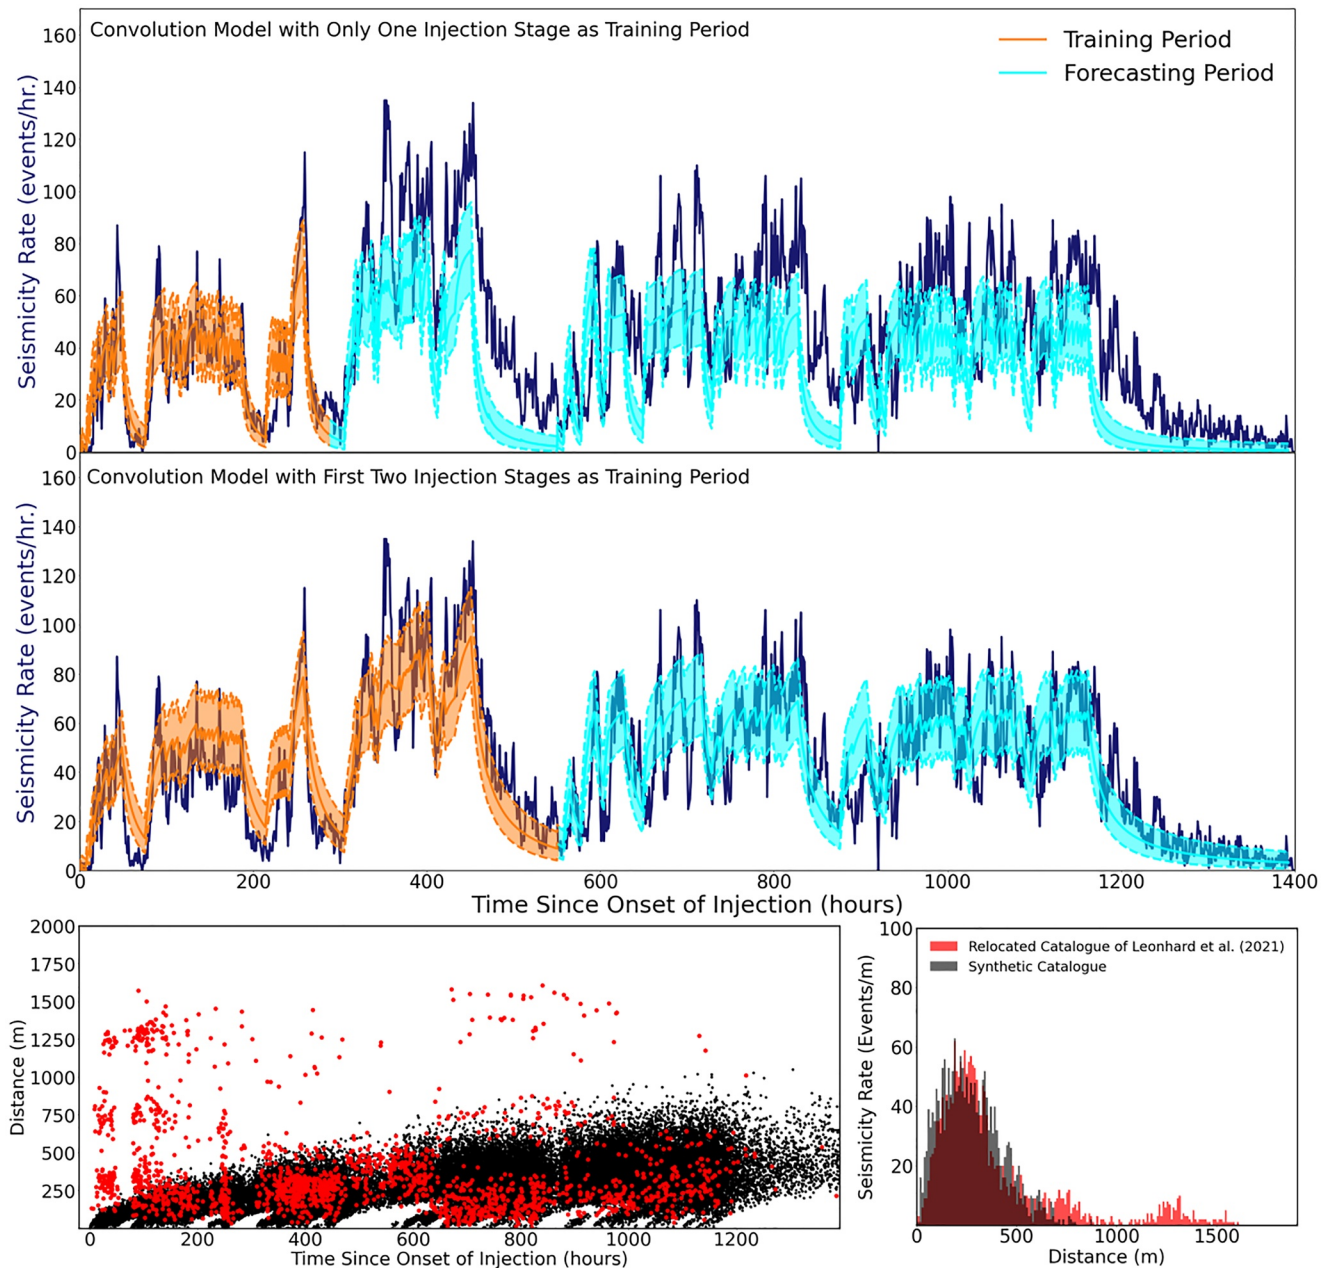 Convolution Model with Only One Injection Stage as Training Period
Training Period
Forecasting Period
Seismicity Rate (events/hr.)
160
140
120
100
80
60
40
20
0
Convolution Model with First Two Injection Stages as Training Period
Seismicity Rate (events/hr.)
160
140
120
100
80
60
40
20
0
0 200 400 600 800 1000 1200 1400
Time Since Onset of Injection (hours)
Distance (m)
2000
1750
1500
1250
1000
750
500
250
0 200 400 600 800 1000 1200
Time Since Onset of Injection (hours)
Seismicity Rate (Events/m)
100
80
60
40
20
Relocated Catalogue of Leonhard et al. (2021)
Synthetic Catalogue
0 500 1000 1500
Distance (m)